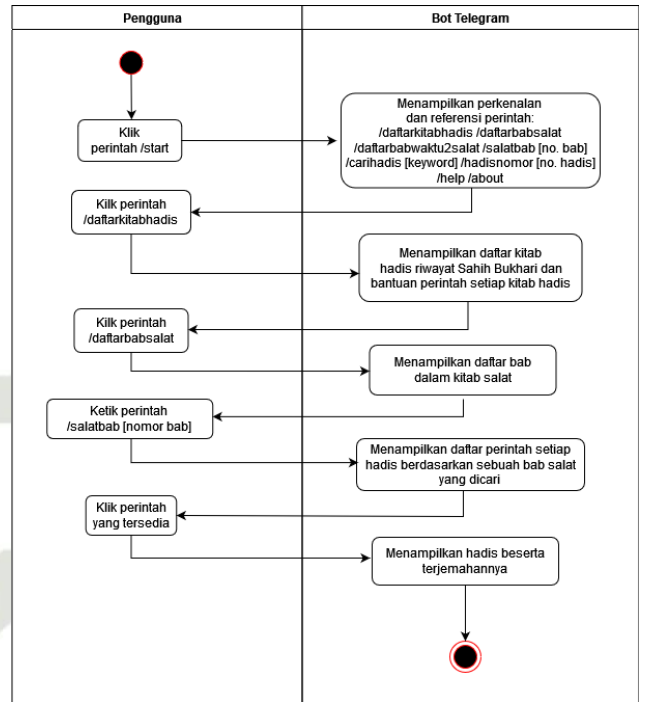 Pengguna
Bot Telegram
Menampilkan perkenalan
dan referensi perintah:
/daftarkitabhadis /daftarbabsalat
/daftarbabwaktu2salat /salatbab [no. bab]
/carihadis [keyword] /hadisnomor [no. hadis]
/help /about
Klik
perintah /start
Kilk perintah
/daftarkitabhadis
Menampilkan daftar kitab
hadis riwayat Sahih Bukhari dan
bantuan perintah setiap kitab hadis
Kilk perintah
/daftarbabsalat
Menampilkan daftar bab
dalam kitab salat
Ketik perintah
/salatbab [nomor bab]
Menampilkan daftar perintah setiap
hadis berdasarkan sebuah bab salat
yang dicari
Klik perintah
yang tersedia
Menampilkan hadis beserta
terjemahannya